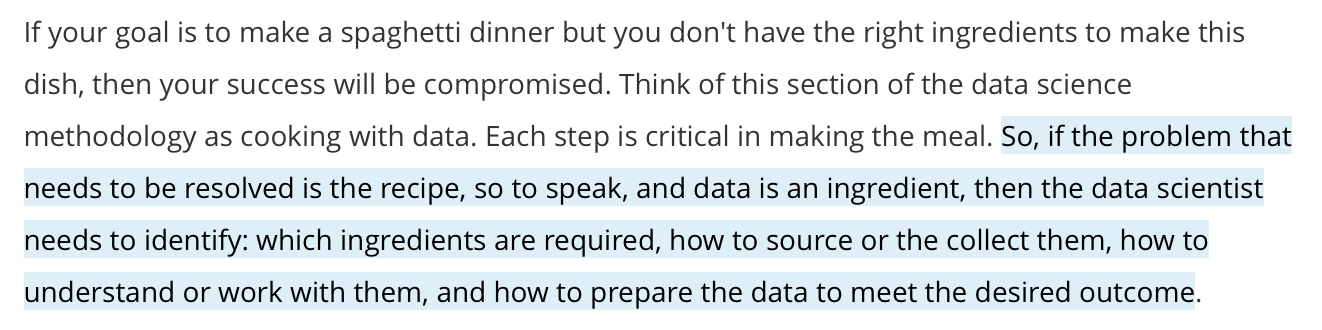 If your goal is to make a spaghetti dinner but you don't have the right ingredients to make this
dish, then your success will be compromised. Think of this section of the data science
methodology as cooking with data. Each step is critical in making the meal. So, if the problem that
needs to be resolved is the recipe, so to speak, and data is an ingredient, then the data scientist
needs to identify: which ingredients are required, how to source or the collect them, how to
understand or work with them, and how to prepare the data to meet the desired outcome.